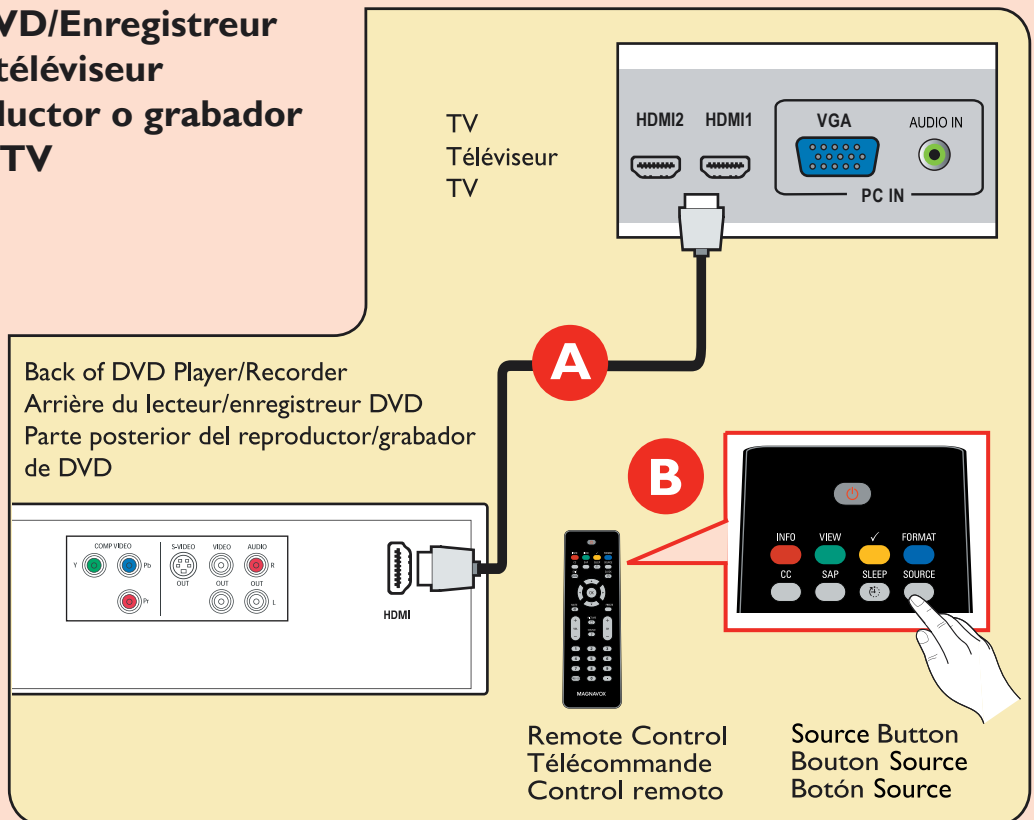 VD/Enregistreur
téléviseur
luctor o grabador
TV
TV
Téléviseur
TV
HDMI2 HDMI1 VGA AUDIO IN
PC IN
A
Back of DVD Player/Recorder
Arrière du lecteur/enregistreur DVD
Parte posterior del reproductor/grabador
de DVD
COMP VIDEO S-VIDEO VIDEO AUDIO
Y Pb R
OUT OUT OUT
Pr L
HDMI
B
INFO VIEW ✓ FORMAT
CC SAP SLEEP SOURCE
MAGNAVOX
Remote Control
Télécommande
Control remoto
Source Button
Bouton Source
Botón Source